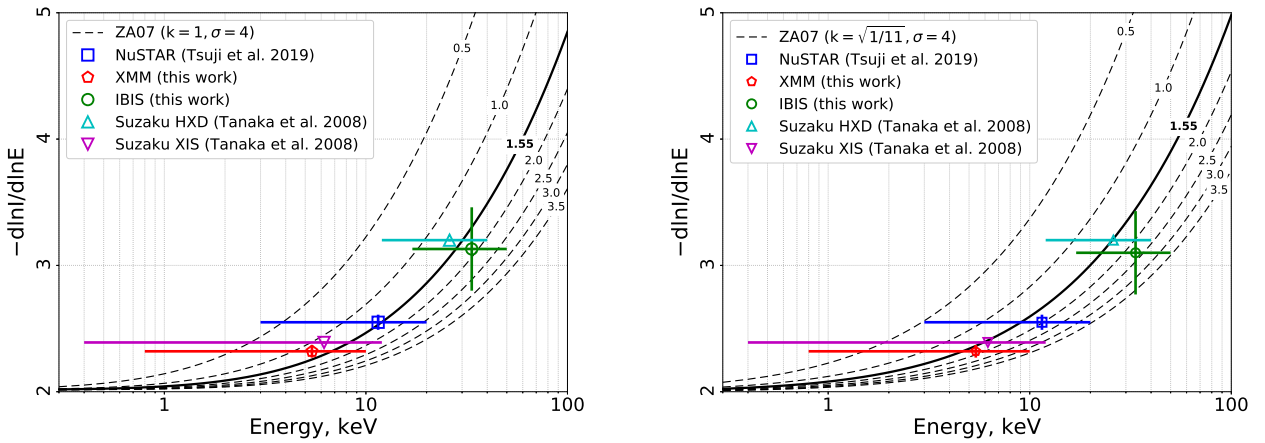 −dlnI/dlnE
5
4
3
2
ZA07 (k = 1, σ = 4)
NuSTAR (Tsuji et al. 2019)
XMM (this work)
IBIS (this work)
Suzaku HXD (Tanaka et al. 2008)
Suzaku XIS (Tanaka et al. 2008)
0.5
1.0
1.55
2.0
2.5
3.0
3.5
1 10 100
Energy, keV
−dlnI/dlnE
5
4
3
2
ZA07 (k = √1/11, σ = 4)
NuSTAR (Tsuji et al. 2019)
XMM (this work)
IBIS (this work)
Suzaku HXD (Tanaka et al. 2008)
Suzaku XIS (Tanaka et al. 2008)
0.5
1.0
1.55
2.0
2.5
3.0
3.5
1 10 100
Energy, keV